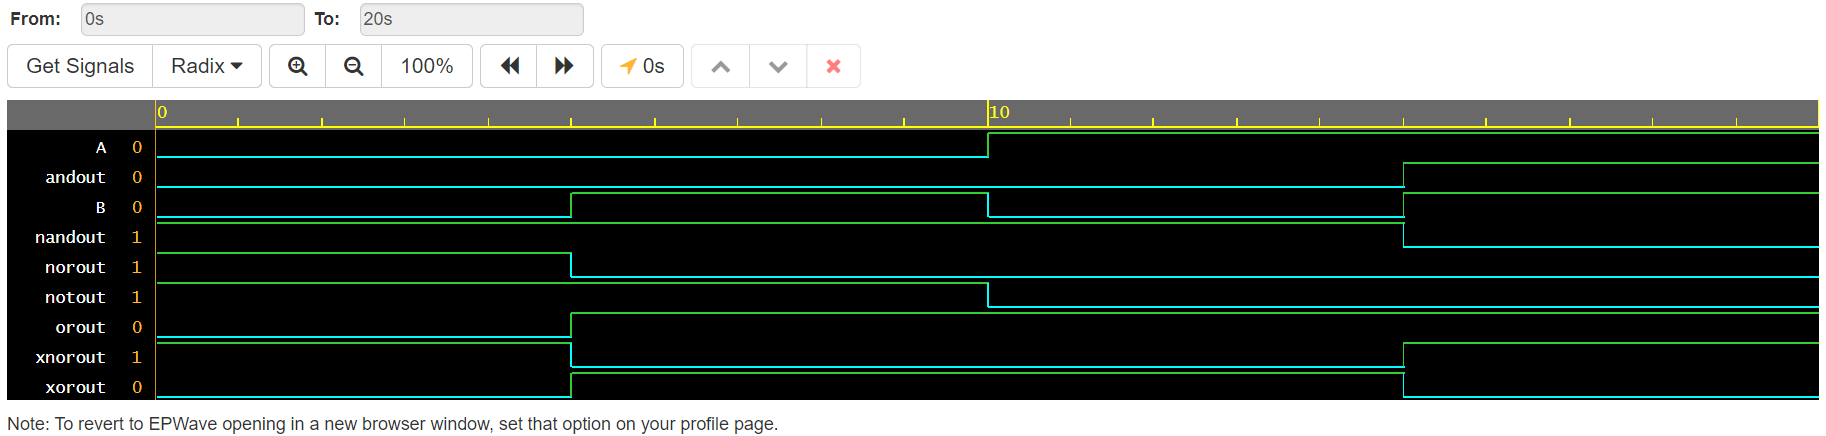 From: 0s To: 20s
Get Signals Radix 100% 0s
0 10
A 0
andout 0
B 0
nandout 1
norout 1
notout 1
orout 0
xnorout 1
xorout 0
Note: To revert to EPWave opening in a new browser window, set that option on your profile page.